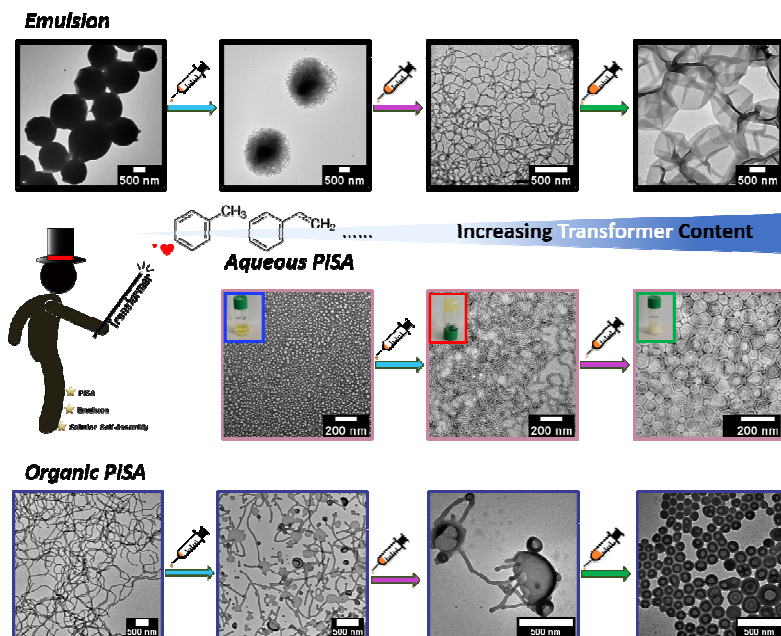 Emulsion
500 nm
500 nm
500 nm
500 nm
CH₃
CH₂
......
Increasing Transformer Content
Aqueous PISA
Transformer
PISA
Emulsion
Solution Self-Assembly
200 nm
200 nm
200 nm
Organic PISA
500 nm
500 nm
500 nm
500 nm